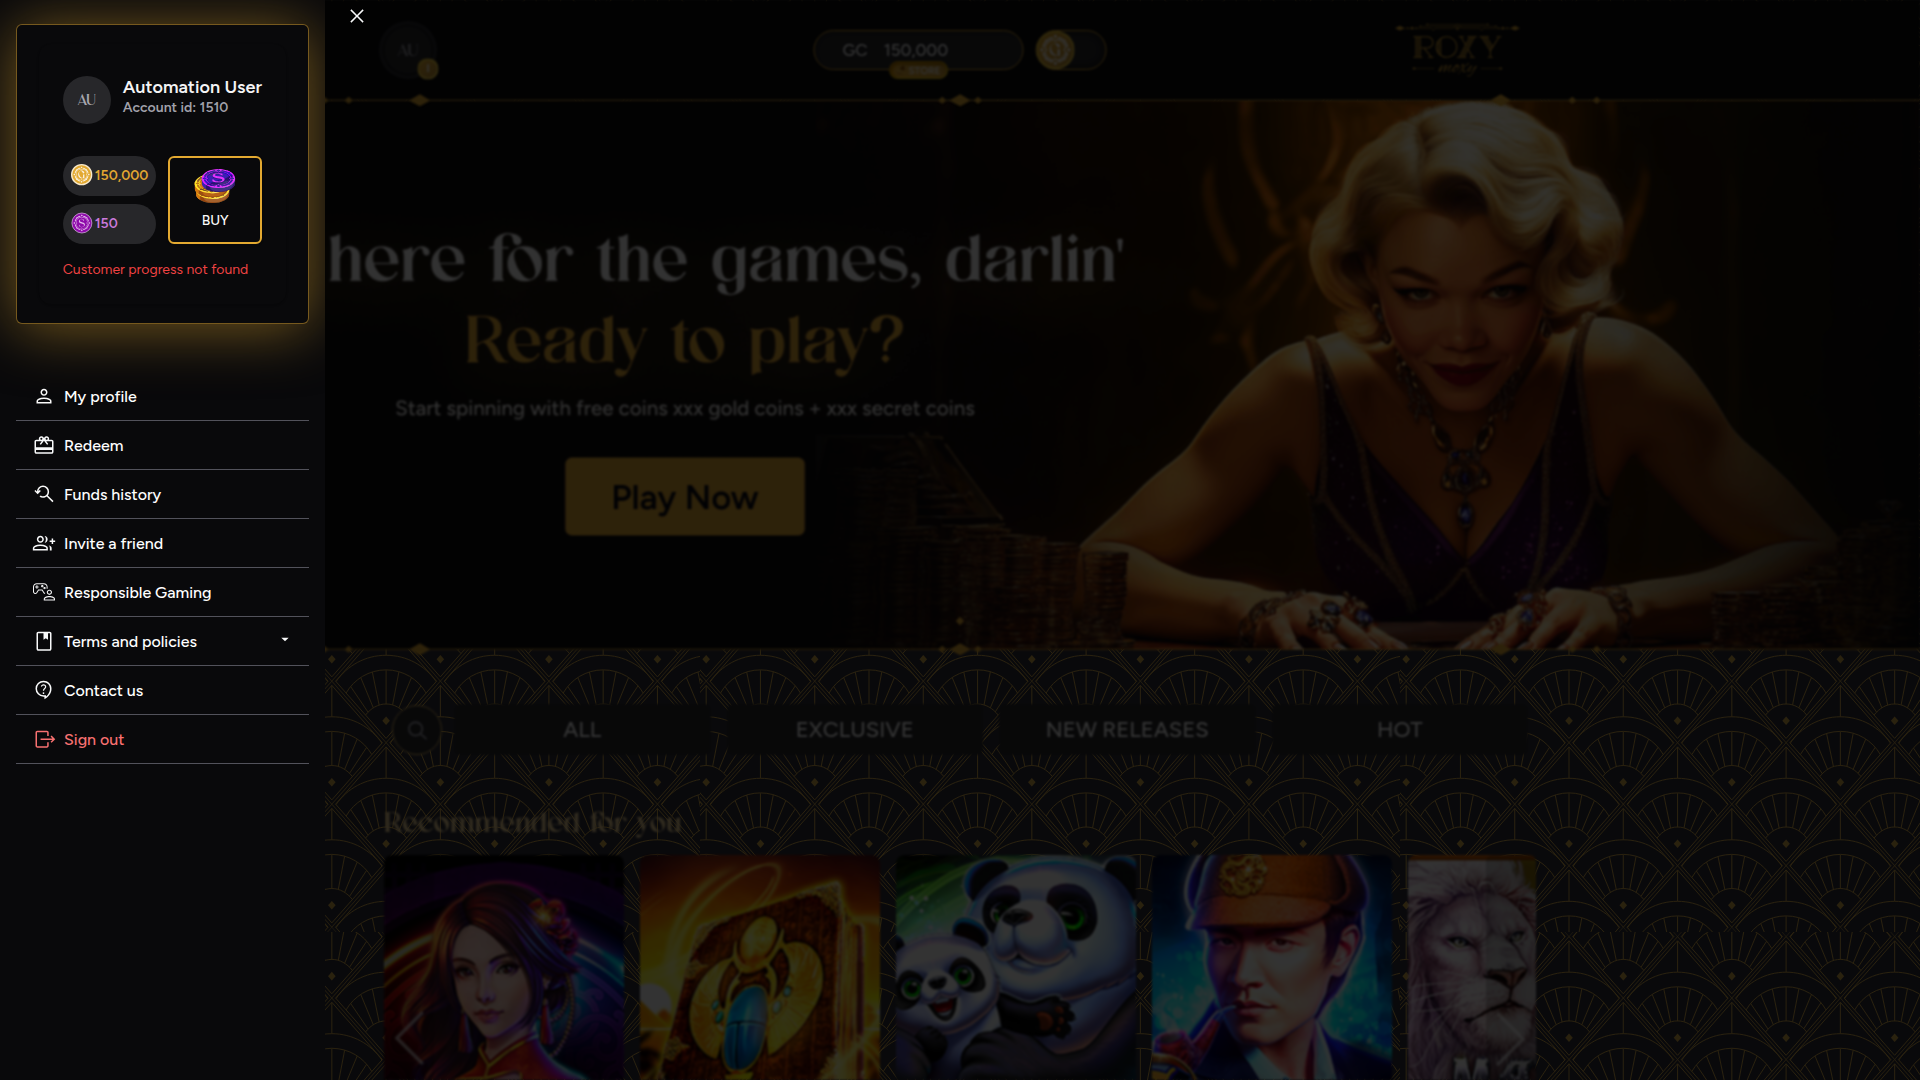 AU
Automation User
Account id: 1510
150,000
150
BUY
Customer progress not found
My profile
Redeem
Funds history
Invite a friend
Responsible Gaming
Terms and policies
Contact us
Sign out
AU
GC 150,000
ROXY
moxy
here for the games, darlin'
Ready to play?
Start spinning with free coins xxx gold coins + xxx secret coins
Play Now
ALL
EXCLUSIVE
NEW RELEASES
HOT
Recommended for you